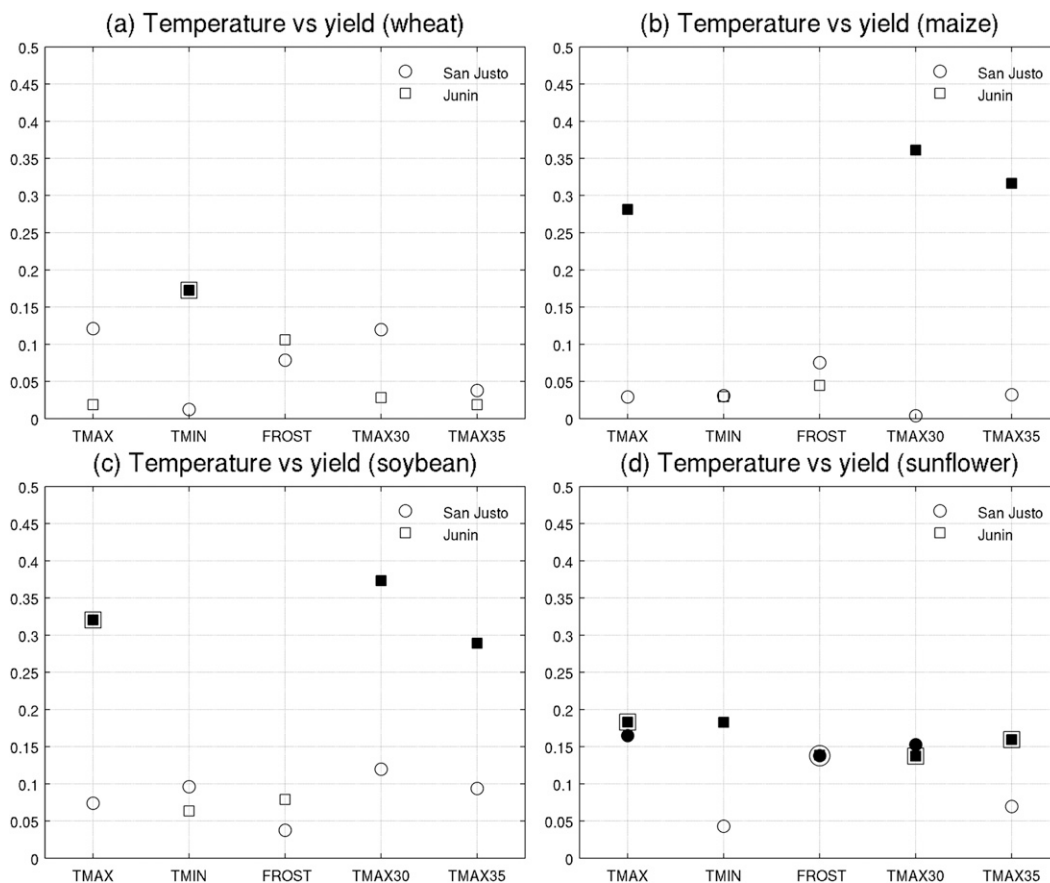 (a) Temperature vs yield (wheat)
0.5
0.45
0.4
0.35
0.3
0.25
0.2
0.15
0.1
0.05
0
San Justo
Junin
TMAX TMIN FROST TMAX30 TMAX35
(b) Temperature vs yield (maize)
0.5
0.45
0.4
0.35
0.3
0.25
0.2
0.15
0.1
0.05
0
San Justo
Junin
TMAX TMIN FROST TMAX30 TMAX35
(c) Temperature vs yield (soybean)
0.5
0.45
0.4
0.35
0.3
0.25
0.2
0.15
0.1
0.05
0
San Justo
Junin
TMAX TMIN FROST TMAX30 TMAX35
(d) Temperature vs yield (sunflower)
0.5
0.45
0.4
0.35
0.3
0.25
0.2
0.15
0.1
0.05
0
San Justo
Junin
TMAX TMIN FROST TMAX30 TMAX35